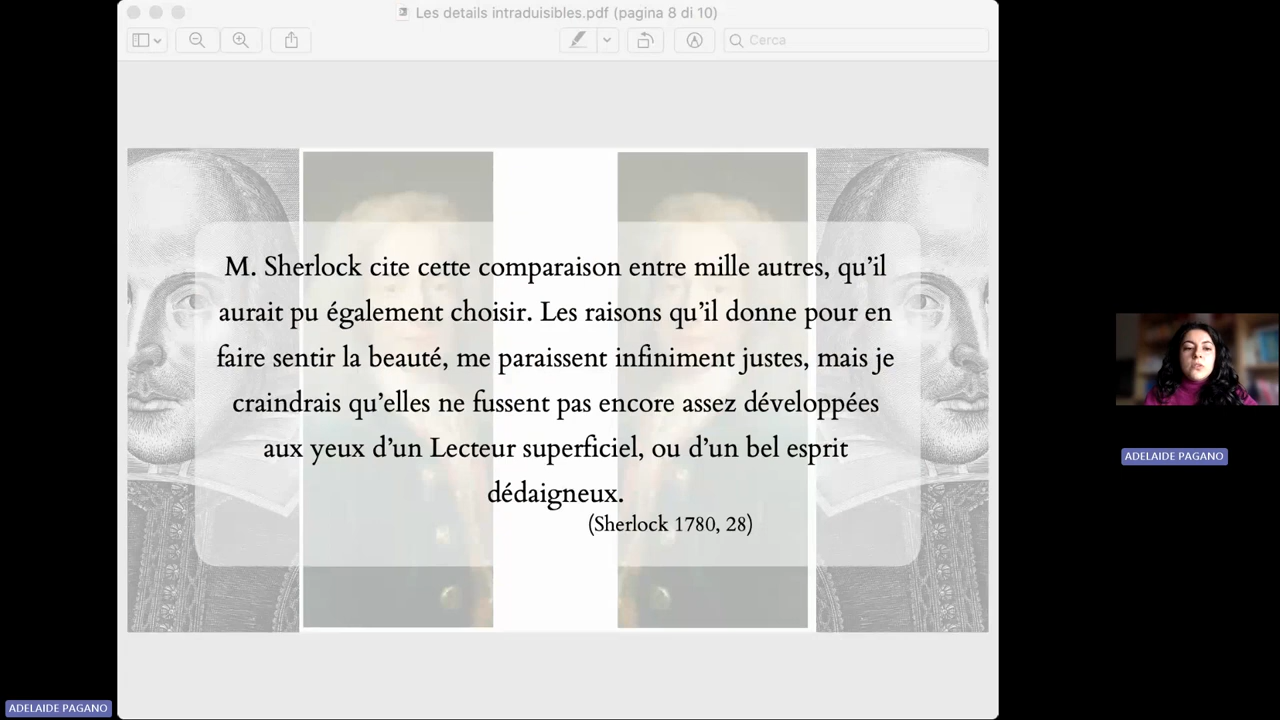 Les details intraduisibles.pdf (pagina 8 di 10)
Cerca
M. Sherlock cite cette comparaison entre mille autres, qu’il
aurait pu également choisir. Les raisons qu’il donne pour en
faire sentir la beauté, me paraissent infiniment justes, mais je
craindrais qu’elles ne fussent pas encore assez développées
aux yeux d’un Lecteur superficiel, ou d’un bel esprit
dédaigneux.
(Sherlock 1780, 28)
ADELAIDE PAGANO
ADELAIDE PAGANO